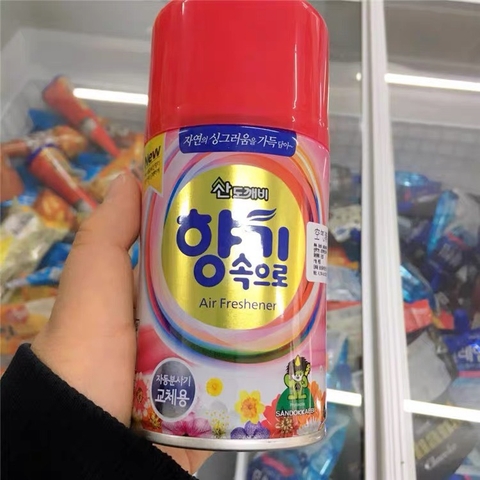 자연의 싱그러움을 가득 담아~
New
산도깨비
향기
속으로
Air Freshener
자동분사기
교체용
SANDOKKAEBI